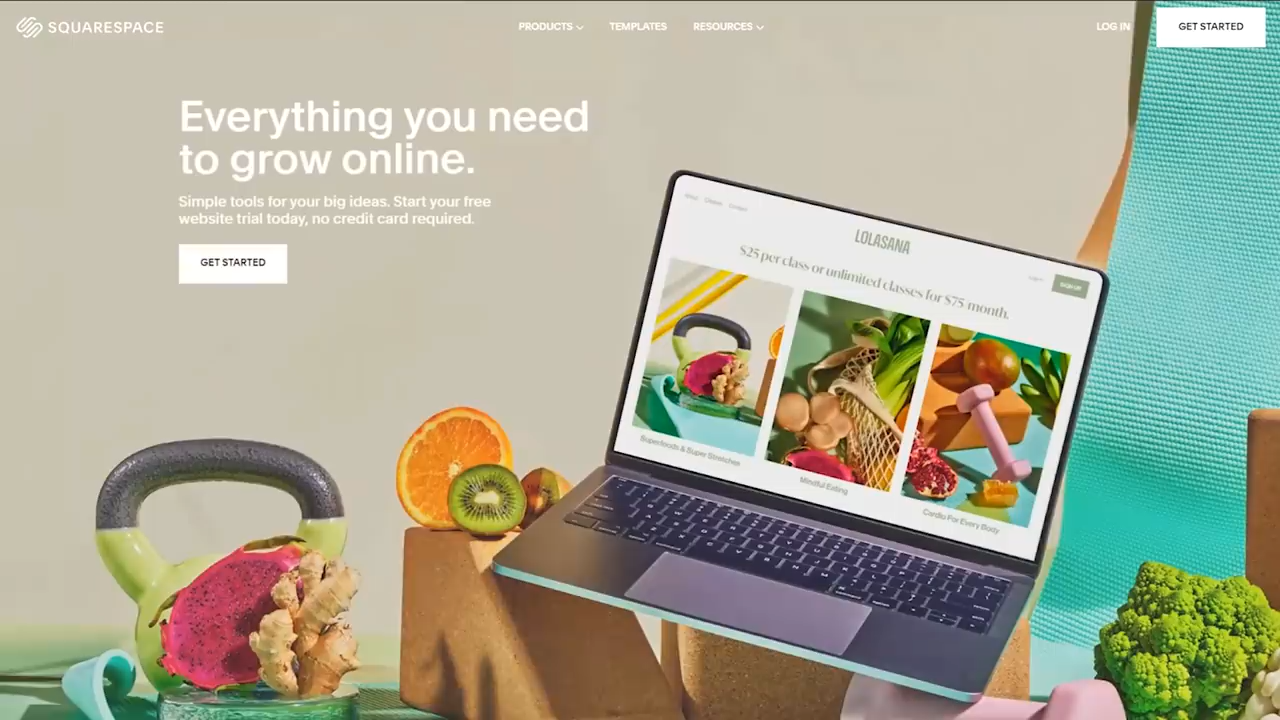 SQUARESPACE
PRODUCTS
TEMPLATES
RESOURCES
LOG IN
GET STARTED
Everything you need
to grow online.
Simple tools for your big ideas. Start your free
website trial today, no credit card required.
GET STARTED
LOLASANA
$25 per class or unlimited classes for $75/month.
SIGN UP
Superfoods & Super Stretches
Mindful Eating
Cardio For Every Body